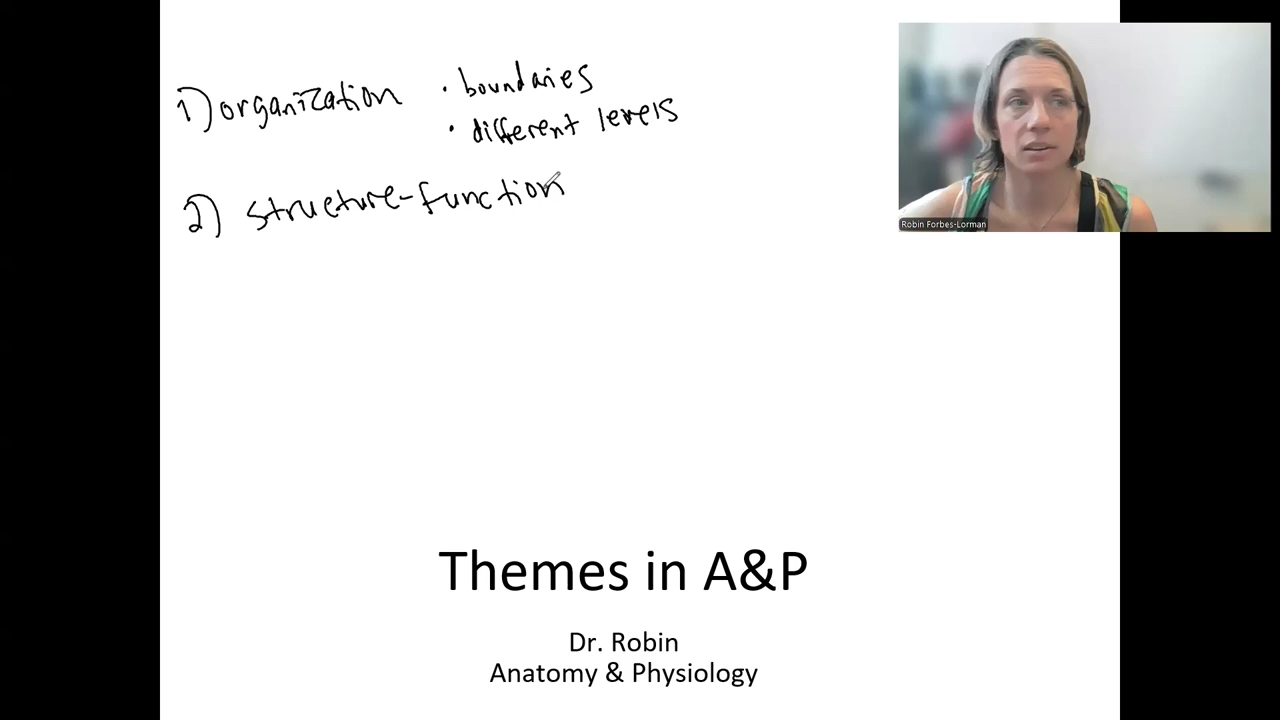 1) organization • boundaries
• different levels
2) structure-function
Robin Forbes-Lorman
Themes in A&P
Dr. Robin
Anatomy & Physiology